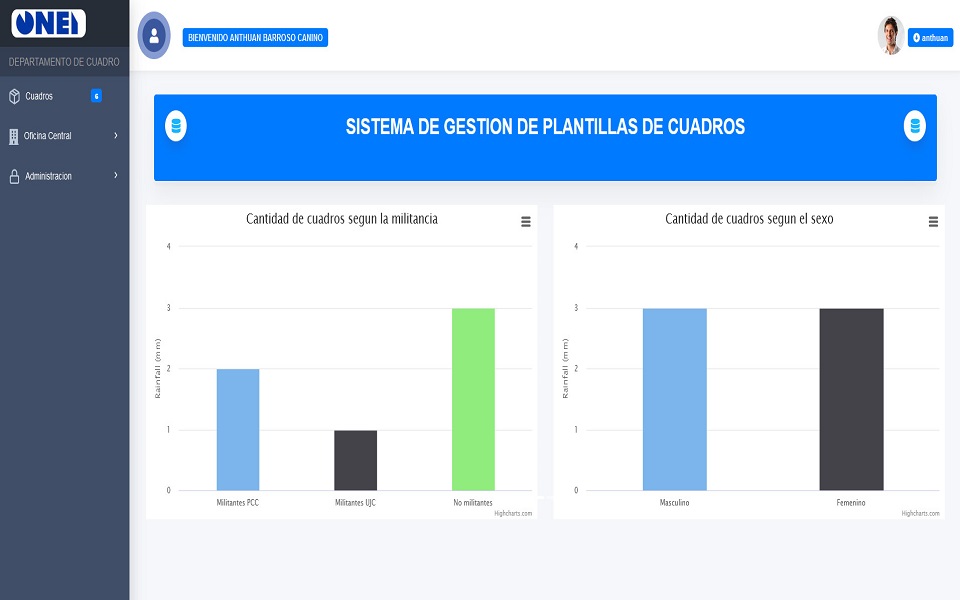 ONEI
DEPARTAMENTO DE CUADRO
Cuadros
6
Oficina Central
Administracion
BIENVENIDO ANTHUAN BARROSO CANINO
anthuan
SISTEMA DE GESTION DE PLANTILLAS DE CUADROS
Cantidad de cuadros segun la militancia
4
3
2
1
0
Rainfall (mm)
Militantes PCC
Militantes UJC
No militantes
Highcharts.com
Cantidad de cuadros segun el sexo
4
3
2
1
0
Rainfall (mm)
Masculino
Femenino
Highcharts.com